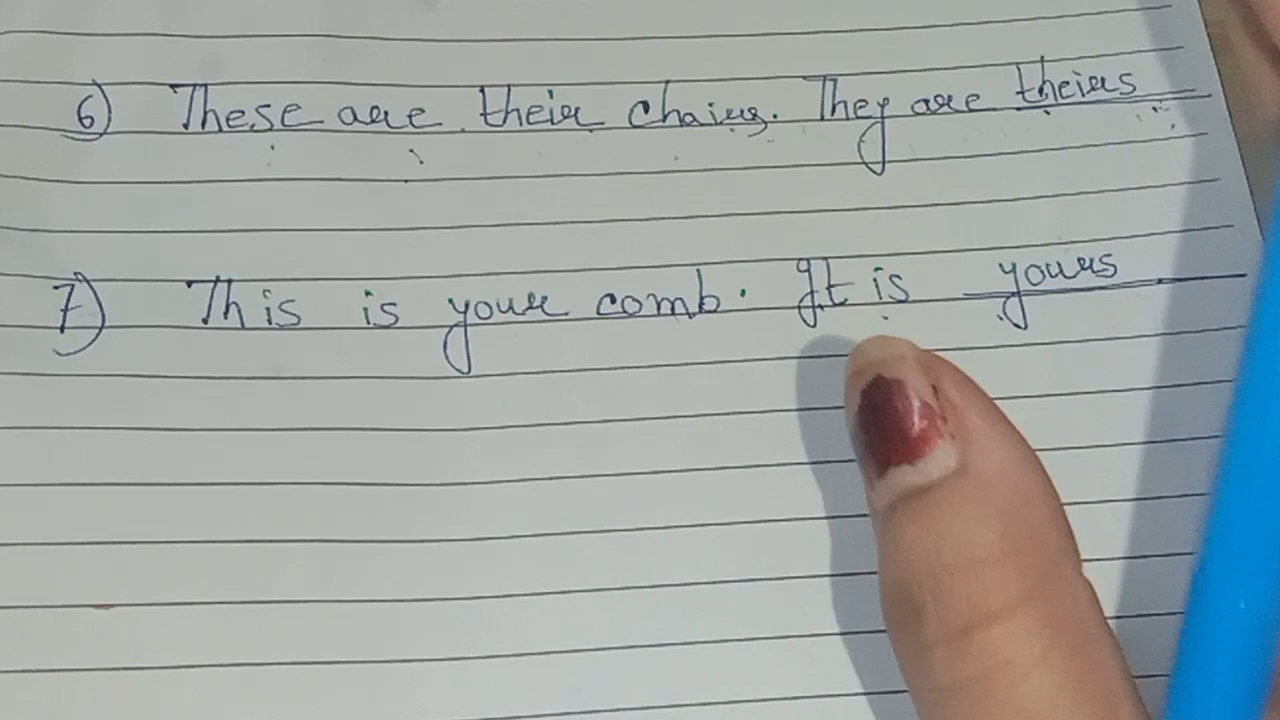 6) These are their chairs. They are theirs
7) This is your comb. It is yours